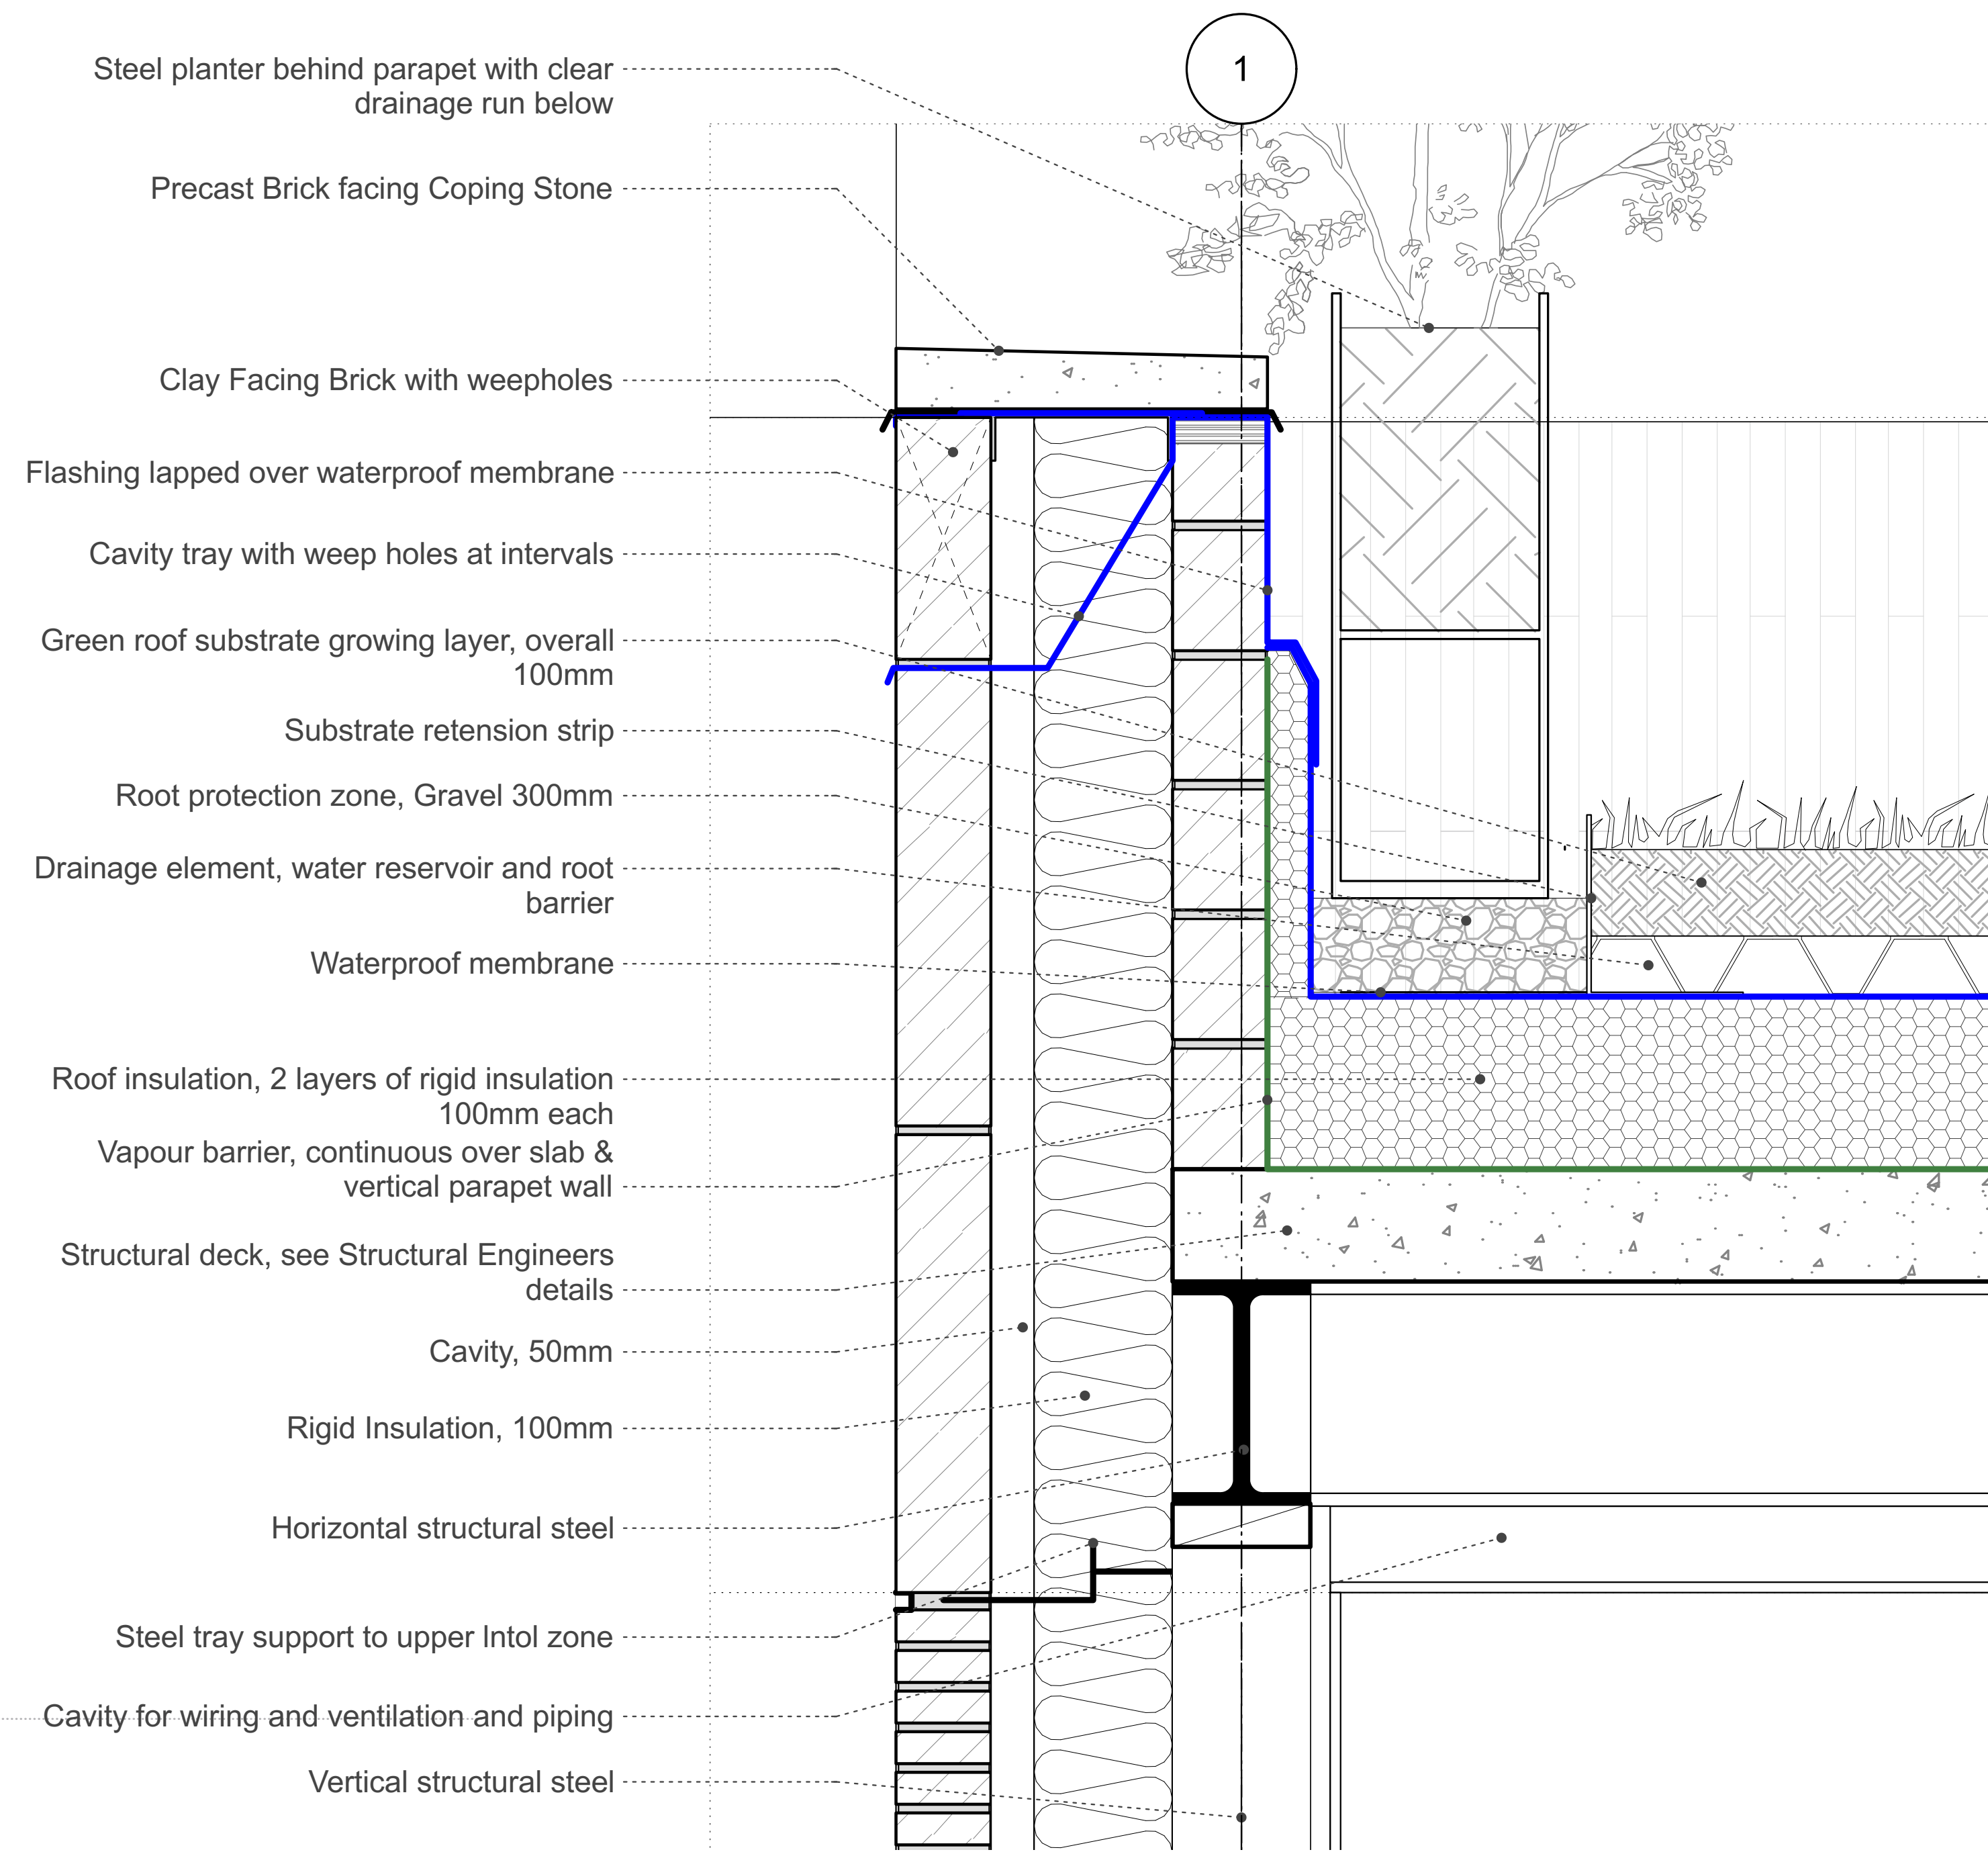 1
Steel planter behind parapet with clear
drainage run below
Precast Brick facing Coping Stone
Clay Facing Brick with weepholes
Flashing lapped over waterproof membrane
Cavity tray with weep holes at intervals
Green roof substrate growing layer, overall
100mm
Substrate retension strip
Root protection zone, Gravel 300mm
Drainage element, water reservoir and root
barrier
Waterproof membrane
Roof insulation, 2 layers of rigid insulation
100mm each
Vapour barrier, continuous over slab &
vertical parapet wall
Structural deck, see Structural Engineers
details
Cavity, 50mm
Rigid Insulation, 100mm
Horizontal structural steel
Steel tray support to upper lntol zone
Cavity for wiring and ventilation and piping
Vertical structural steel